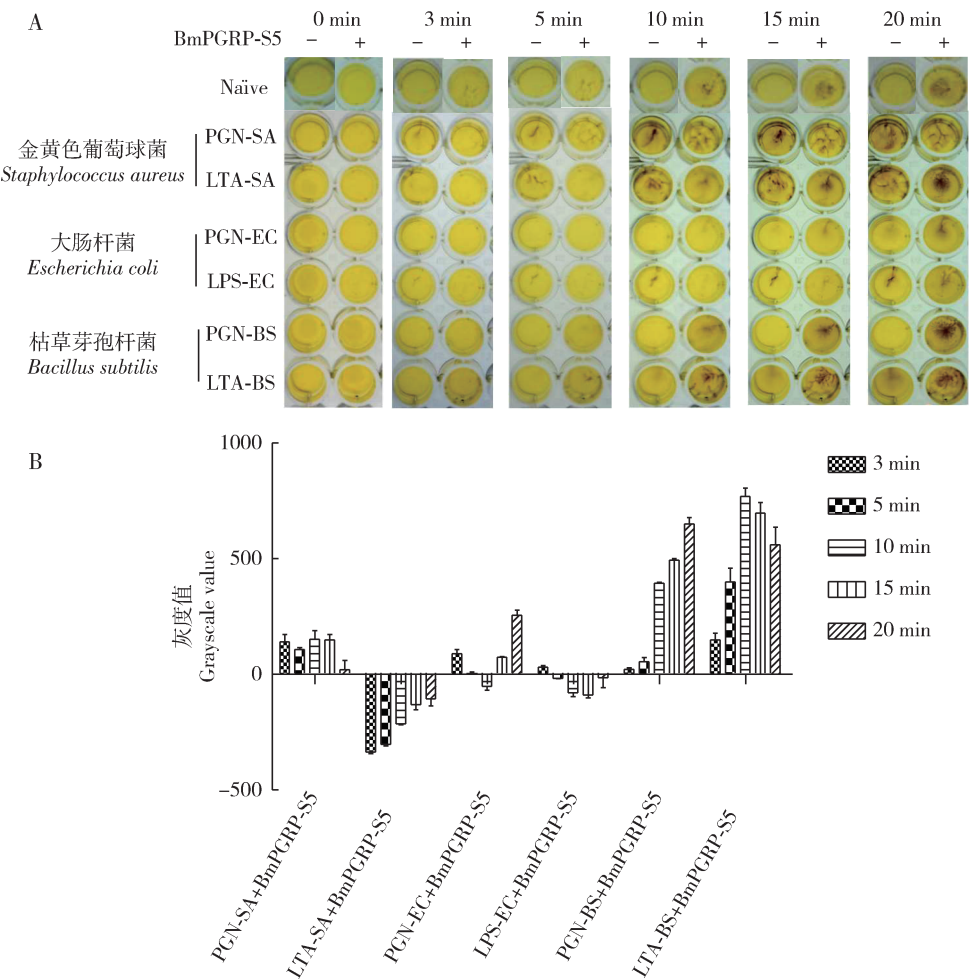 A
0 min 3 min 5 min 10 min 15 min 20 min
BmPGRP-S5 − + − + − + − + − + − +
Naïve
金黄色葡萄球菌
Staphylococcus aureus
PGN-SA
LTA-SA
大肠杆菌
Escherichia coli
PGN-EC
LPS-EC
枯草芽孢杆菌
Bacillus subtilis
PGN-BS
LTA-BS
B
1000
500
0
−500
灰度值
Grayscale value
3 min
5 min
10 min
15 min
20 min
PGN-SA+BmPGRP-S5
LTA-SA+BmPGRP-S5
PGN-EC+BmPGRP-S5
LPS-EC+BmPGRP-S5
PGN-BS+BmPGRP-S5
LTA-BS+BmPGRP-S5